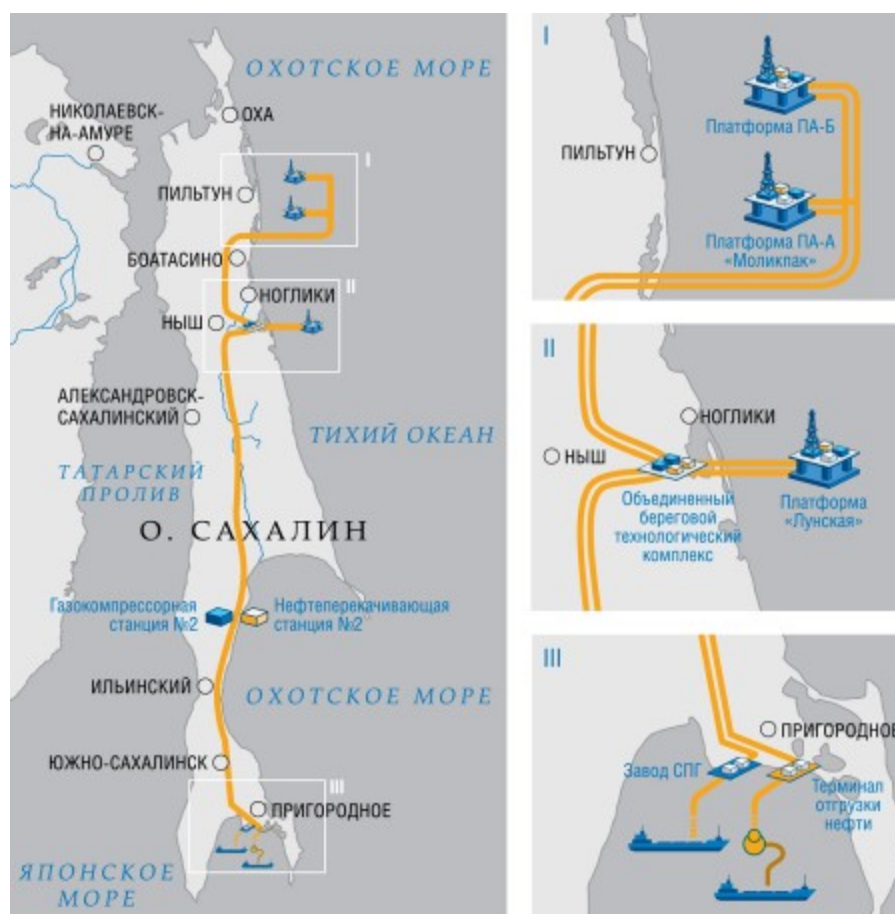 ОХОТСКОЕ МОРЕ
НИКОЛАЕВСК-
НА-АМУРЕ
ОХА
I
ПИЛЬТУН
БОАТАСИНО
II
НОГЛИКИ
НЫШ
АЛЕКСАНДРОВСК-
САХАЛИНСКИЙ
ТИХИЙ ОКЕАН
ТАТАРСКИЙ
ПРОЛИВ
О. САХАЛИН
Газокомпрессорная
станция №2
Нефтеперекачивающая
станция №2
ИЛЬИНСКИЙ
ОХОТСКОЕ МОРЕ
ЮЖНО-САХАЛИНСК
III
ПРИГОРОДНОЕ
ЯПОНСКОЕ
МОРЕ
I
Платформа ПА-Б
ПИЛЬТУН
Платформа ПА-А
«Моликпак»
II
НОГЛИКИ
НЫШ
Объединенный
береговой
технологический
комплекс
Платформа
«Лунская»
III
ПРИГОРОДНОЕ
Завод СПГ
Терминал
отгрузки
нефти